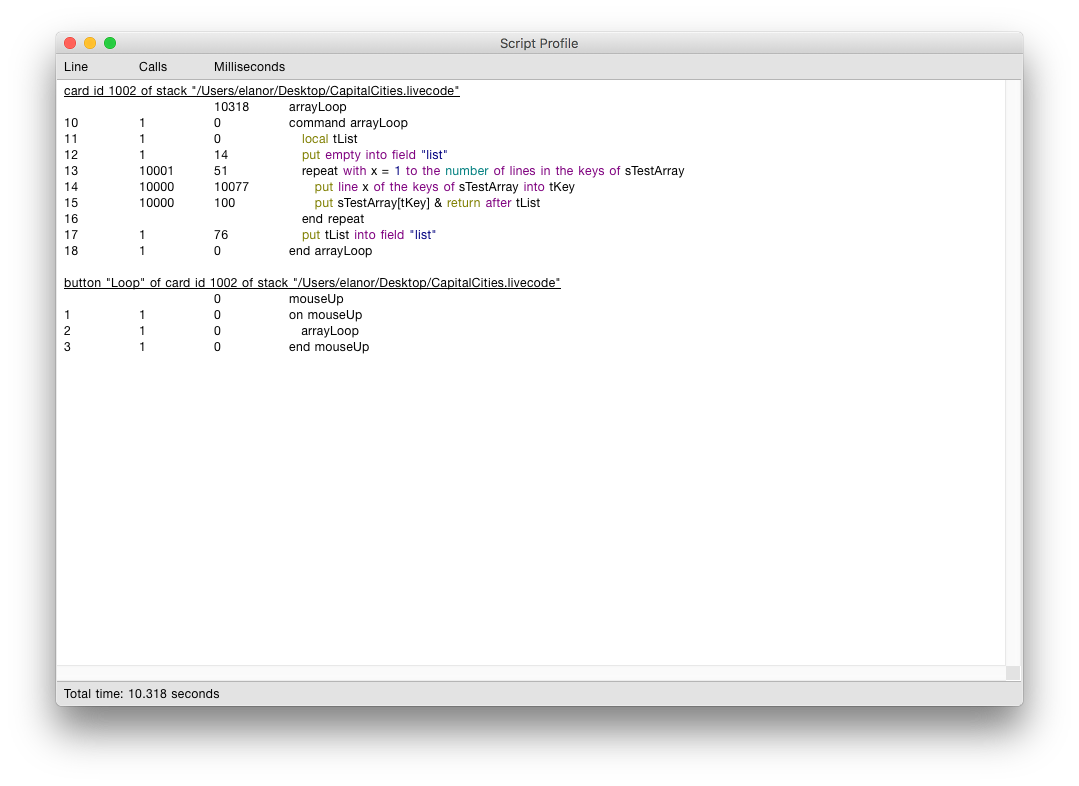 Script Profile
Line Calls Milliseconds
card id 1002 of stack "/Users/elanor/Desktop/CapitalCities.livecode"
10318 arrayLoop
10 1 0 command arrayLoop
11 1 0 local tList
12 1 14 put empty into field "list"
13 10001 51 repeat with x = 1 to the number of lines in the keys of sTestArray
14 10000 10077 put line x of the keys of sTestArray into tKey
15 10000 100 put sTestArray[tKey] & return after tList
16 end repeat
17 1 76 put tList into field "list"
18 1 0 end arrayLoop
button "Loop" of card id 1002 of stack "/Users/elanor/Desktop/CapitalCities.livecode"
0 mouseUp
1 1 0 on mouseUp
2 1 0 arrayLoop
3 1 0 end mouseUp
Total time: 10.318 seconds